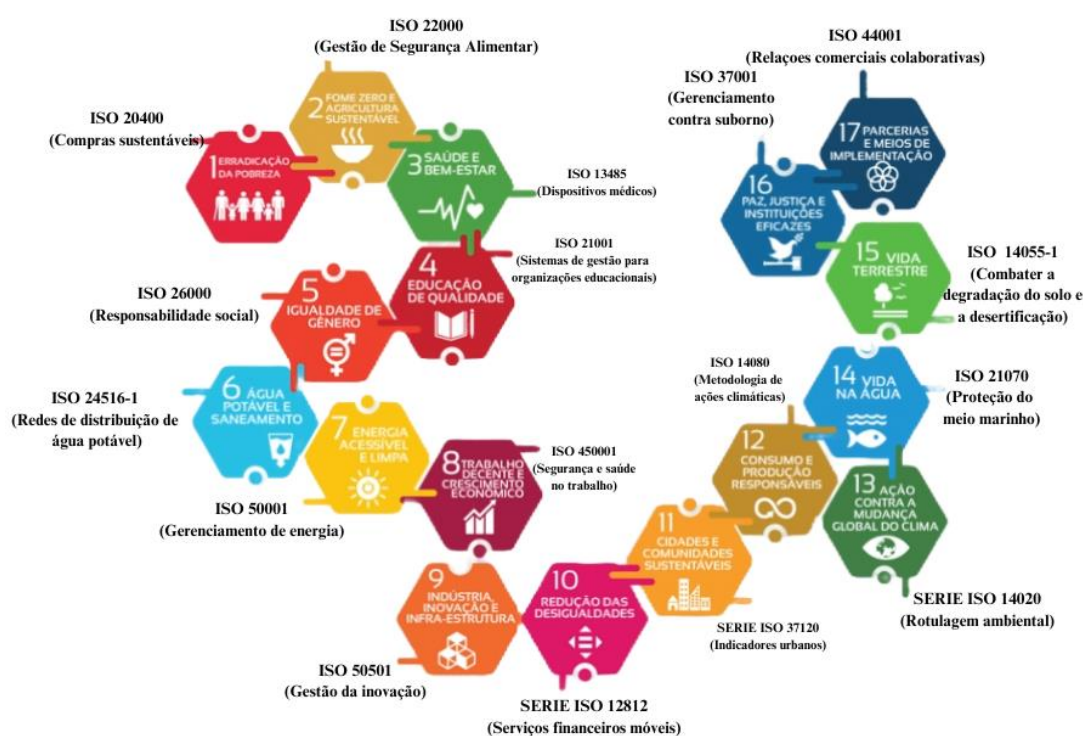 ISO 20400
(Compras sustentáveis)
1 ERRADICAÇÃO
DA POBREZA
ISO 22000
(Gestão de Segurança Alimentar)
2 FOME ZERO E
AGRICULTURA
SUSTENTÁVEL
3 SAÚDE E
BEM-ESTAR
ISO 13485
(Dispositivos médicos)
4 EDUCAÇÃO
DE QUALIDADE
ISO 21001
(Sistemas de gestão para
organizações educacionais)
5 IGUALDADE DE
GÊNERO
ISO 26000
(Responsabilidade social)
6 ÁGUA
POTÁVEL E
SANEAMENTO
ISO 24516-1
(Redes de distribuição de
água potável)
7 ENERGIA
ACESSÍVEL
E LIMPA
ISO 50001
(Gerenciamento de energia)
8 TRABALHO
DECENTE E
CRESCIMENTO
ECONÔMICO
ISO 450001
(Segurança e saúde
no trabalho)
9
INDÚSTRIA,
INOVAÇÃO E
INFRA-ESTRUTURA
ISO 50501
(Gestão da inovação)
10
REDUÇÃO DAS
DESIGUALDADES
SERIE ISO 12812
(Serviços financeiros móveis)
11
CIDADES E
COMUNIDADES
SUSTENTÁVEIS
SERIE ISO 37120
(Indicadores urbanos)
12
CONSUMO E
PRODUÇÃO
RESPONSÁVEIS
ISO 14080
(Metodologia de
ações climáticas)
13 AÇÃO
CONTRA A
MUDANÇA
GLOBAL DO CLIMA
SERIE ISO 14020
(Rotulagem ambiental)
14 VIDA
NA ÁGUA
ISO 21070
(Proteção do
meio marinho)
15 VIDA
TERRESTRE
ISO 14055-1
(Combater a
degradação do solo e
a desertificação)
16
PAZ, JUSTIÇA E
INSTITUIÇÕES
EFICAZES
ISO 37001
(Gerenciamento
contra suborno)
17 PARCERIAS
E MEIOS DE
IMPLEMENTAÇÃO
ISO 44001
(Relaçoes comerciais colaborativas)